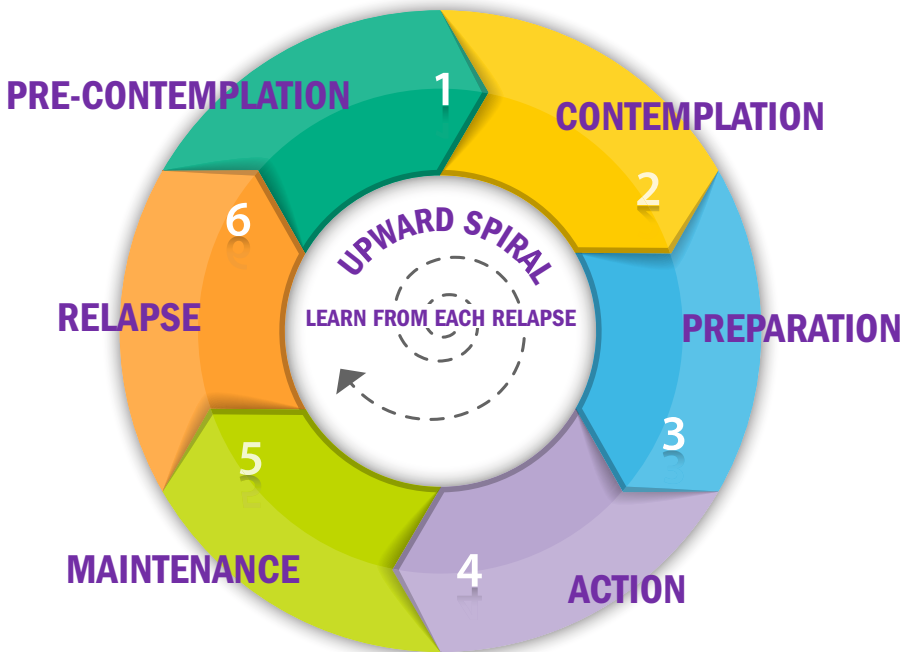 PRE-CONTEMPLATION
1
CONTEMPLATION
2
PREPARATION
3
ACTION
4
MAINTENANCE
5
RELAPSE
6
UPWARD SPIRAL
LEARN FROM EACH RELAPSE